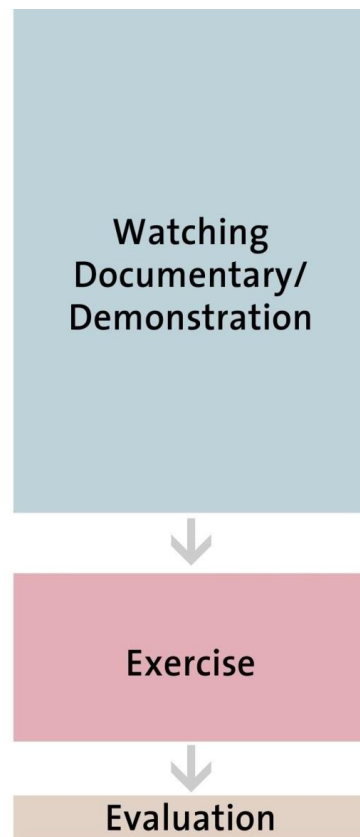 Watching
Documentary/
Demonstration
Exercise
Evaluation